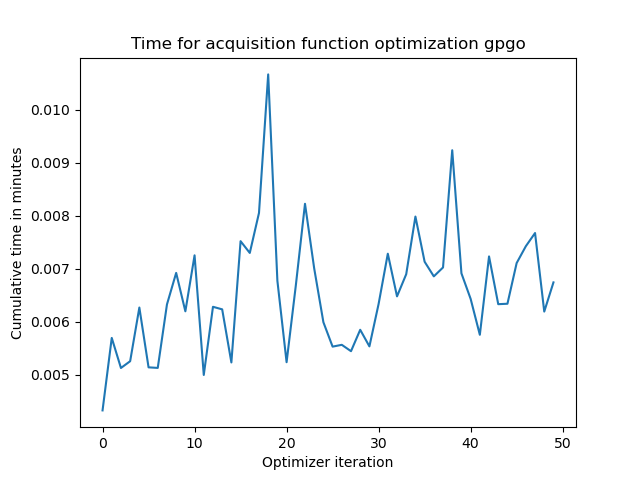 Time for acquisition function optimization gpgo
Cumulative time in minutes
0.010
0.009
0.008
0.007
0.006
0.005
0 10 20 30 40 50
Optimizer iteration